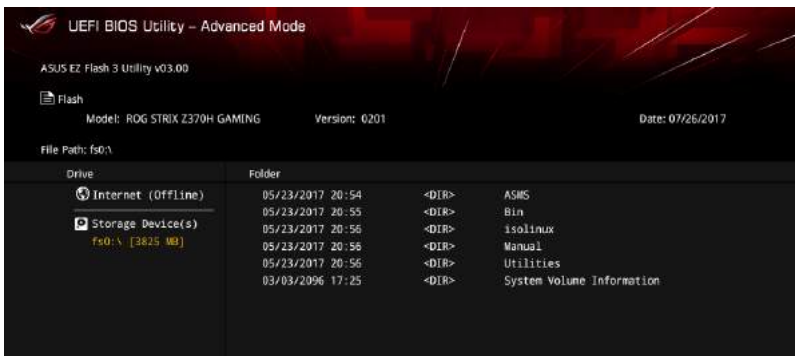 UEFI BIOS Utility – Advanced Mode
ASUS EZ Flash 3 Utility v03.00
Flash
Model: ROG STRIX Z370H GAMING Version: 0201 Date: 07/26/2017
File Path: fs0:\
Drive Folder
Internet (Offline) 05/23/2017 20:54 <DIR> ASMS
05/23/2017 20:55 <DIR> Bin
Storage Device(s) 05/23/2017 20:56 <DIR> isolinux
fs0:\ [3825 MB] 05/23/2017 20:56 <DIR> Manual
05/23/2017 20:56 <DIR> Utilities
03/03/2096 17:25 <DIR> System Volume Information